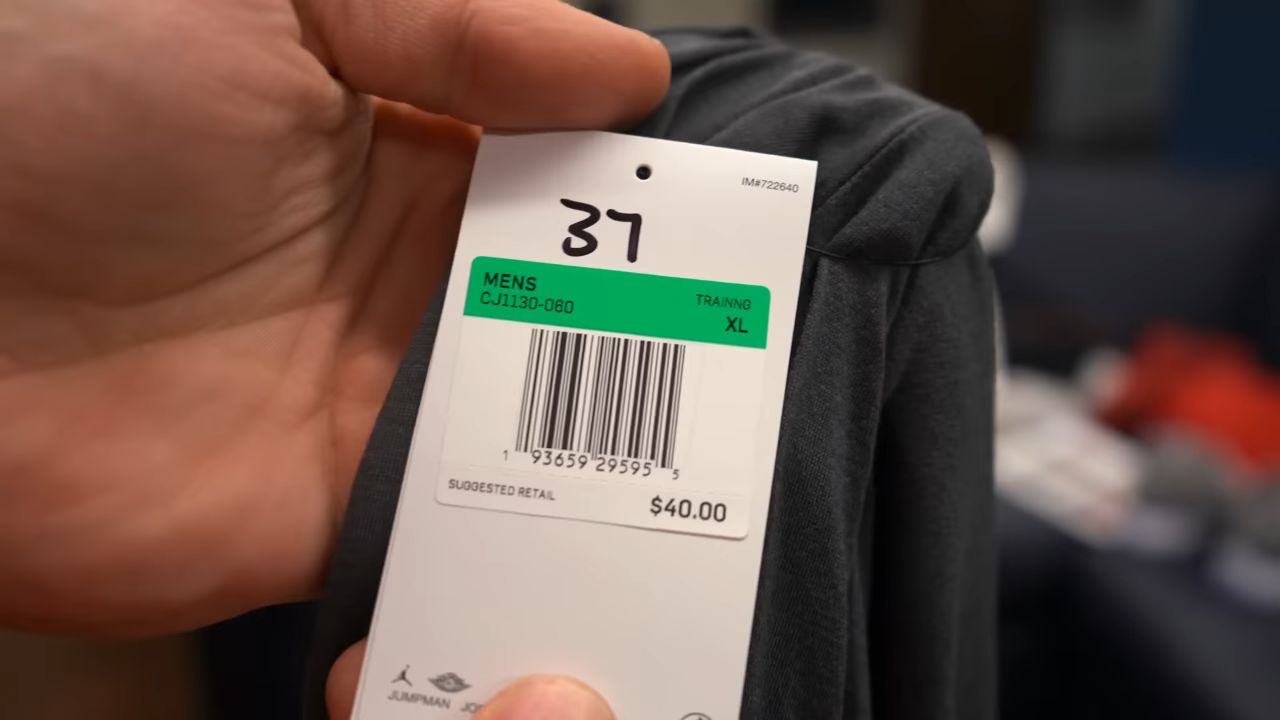 IM#722640
37
MENS
CJ1130-060
TRAINNG
XL
1 93659 29595 5
SUGGESTED RETAIL
$40.00
JUMPMAN